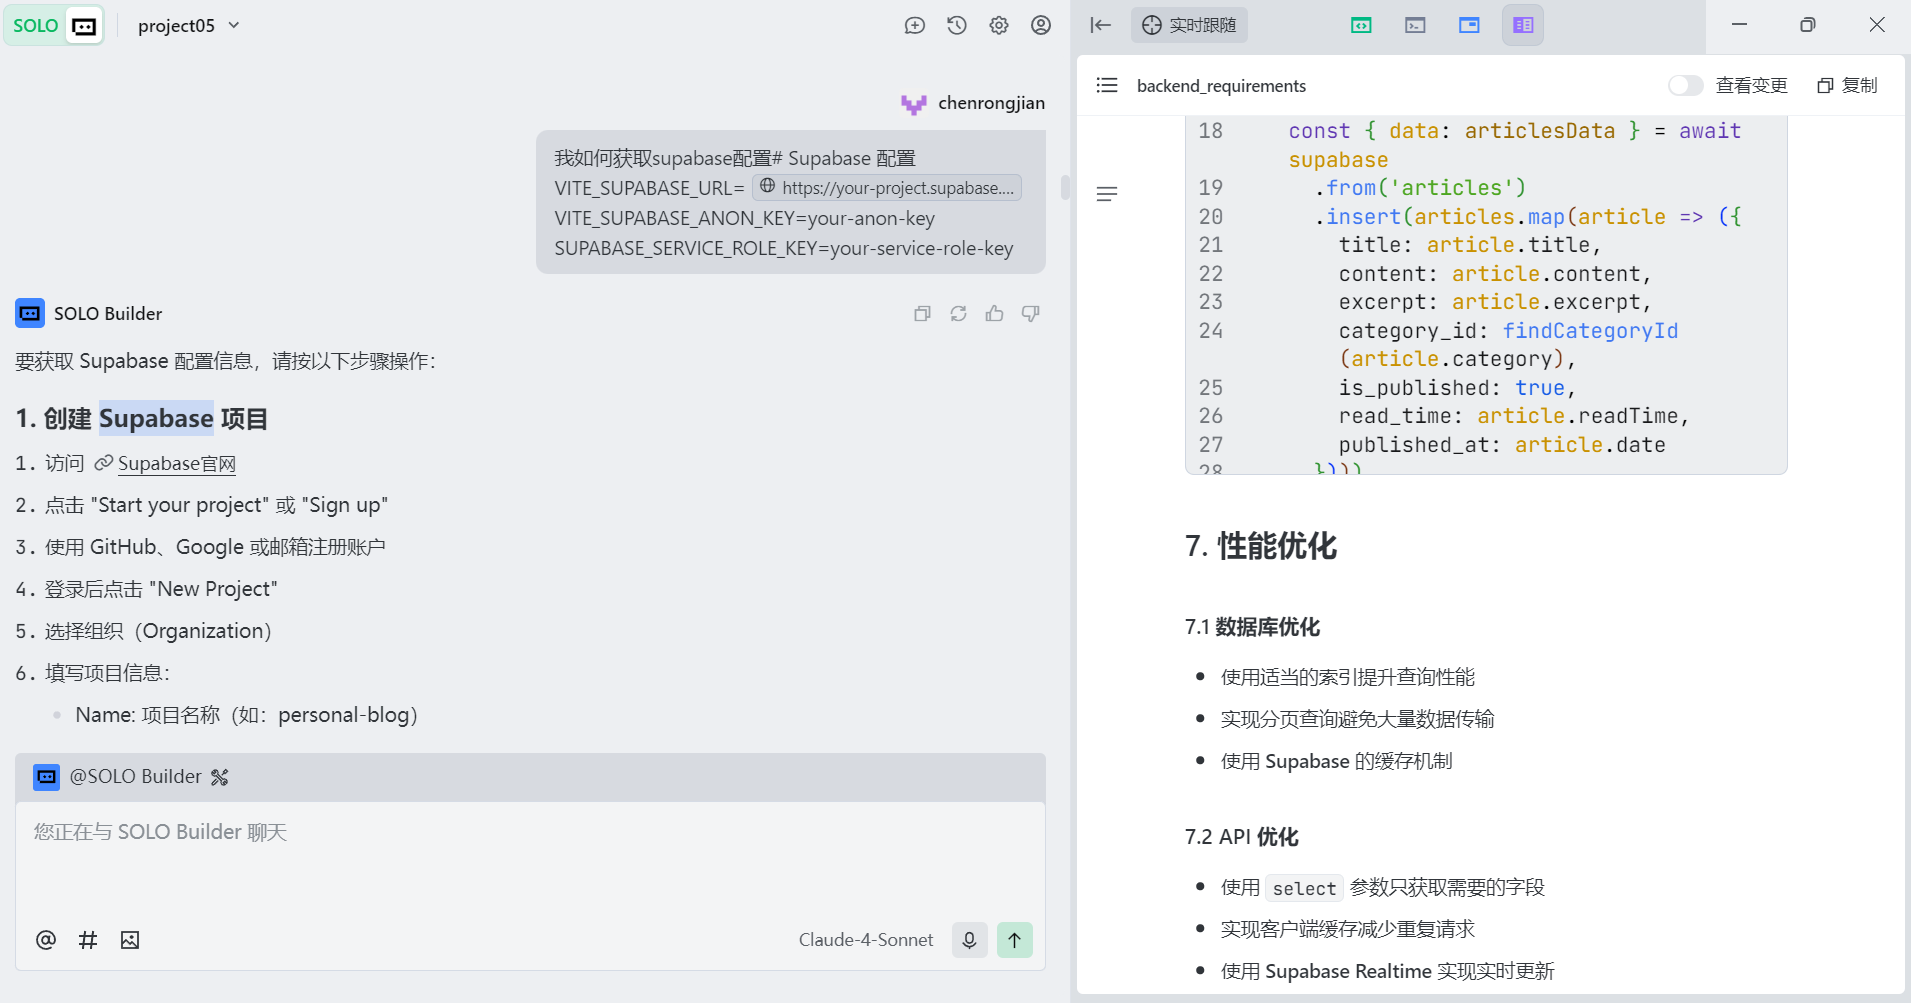 SOLO
project05
chenrongjian
我如何获取supabase配置# Supabase 配置
VITE_SUPABASE_URL= https://your-project.supabase....
VITE_SUPABASE_ANON_KEY=your-anon-key
SUPABASE_SERVICE_ROLE_KEY=your-service-role-key
SOLO Builder
要获取 Supabase 配置信息，请按以下步骤操作：
1. 创建 Supabase 项目
1. 访问 Supabase官网
2. 点击 "Start your project" 或 "Sign up"
3. 使用 GitHub、Google 或邮箱注册账户
4. 登录后点击 "New Project"
5. 选择组织（Organization）
6. 填写项目信息：
Name: 项目名称（如：personal-blog）
@SOLO Builder
您正在与 SOLO Builder 聊天
Claude-4-Sonnet
实时跟随
backend_requirements
查看变更
复制
18 const { data: articlesData } = await
supabase
19 .from('articles')
20 .insert(articles.map(article => ({
21 title: article.title,
22 content: article.content,
23 excerpt: article.excerpt,
24 category_id: findCategoryId
(article.category),
25 is_published: true,
26 read_time: article.readTime,
27 published_at: article.date
28 })))
7. 性能优化
7.1 数据库优化
使用适当的索引提升查询性能
实现分页查询避免大量数据传输
使用 Supabase 的缓存机制
7.2 API 优化
使用 select 参数只获取需要的字段
实现客户端缓存减少重复请求
使用 Supabase Realtime 实现实时更新